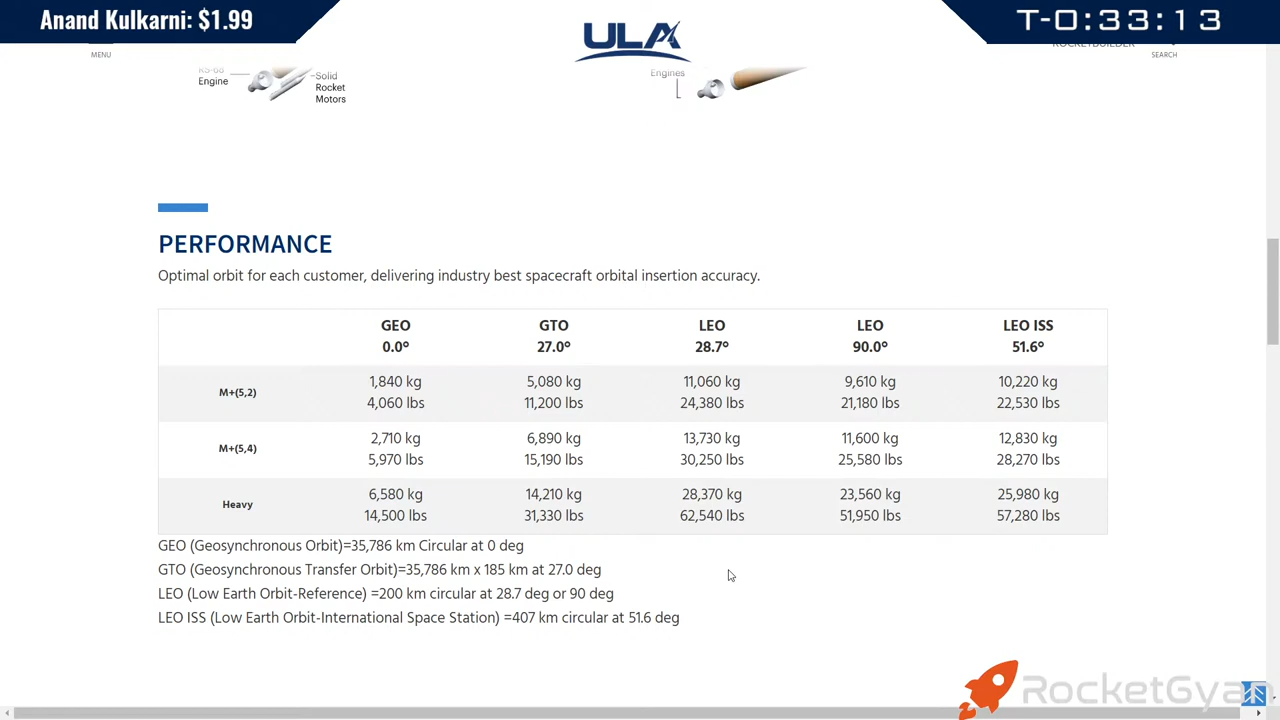 Anand Kulkarni: $1.99
ULA
T-0:33:13
MENU
ROCKETBUILDER
SEARCH
RS-68
Engine
Solid
Rocket
Motors
Engines
PERFORMANCE
Optimal orbit for each customer, delivering industry best spacecraft orbital insertion accuracy.
GEO GTO LEO LEO LEO ISS
0.0° 27.0° 28.7° 90.0° 51.6°
M+(5,2)
1,840 kg 5,080 kg 11,060 kg 9,610 kg 10,220 kg
4,060 lbs 11,200 lbs 24,380 lbs 21,180 lbs 22,530 lbs
M+(5,4)
2,710 kg 6,890 kg 13,730 kg 11,600 kg 12,830 kg
5,970 lbs 15,190 lbs 30,250 lbs 25,580 lbs 28,270 lbs
Heavy
6,580 kg 14,210 kg 28,370 kg 23,560 kg 25,980 kg
14,500 lbs 31,330 lbs 62,540 lbs 51,950 lbs 57,280 lbs
GEO (Geosynchronous Orbit)=35,786 km Circular at 0 deg
GTO (Geosynchronous Transfer Orbit)=35,786 km x 185 km at 27.0 deg
LEO (Low Earth Orbit-Reference) =200 km circular at 28.7 deg or 90 deg
LEO ISS (Low Earth Orbit-International Space Station) =407 km circular at 51.6 deg
RocketGyan